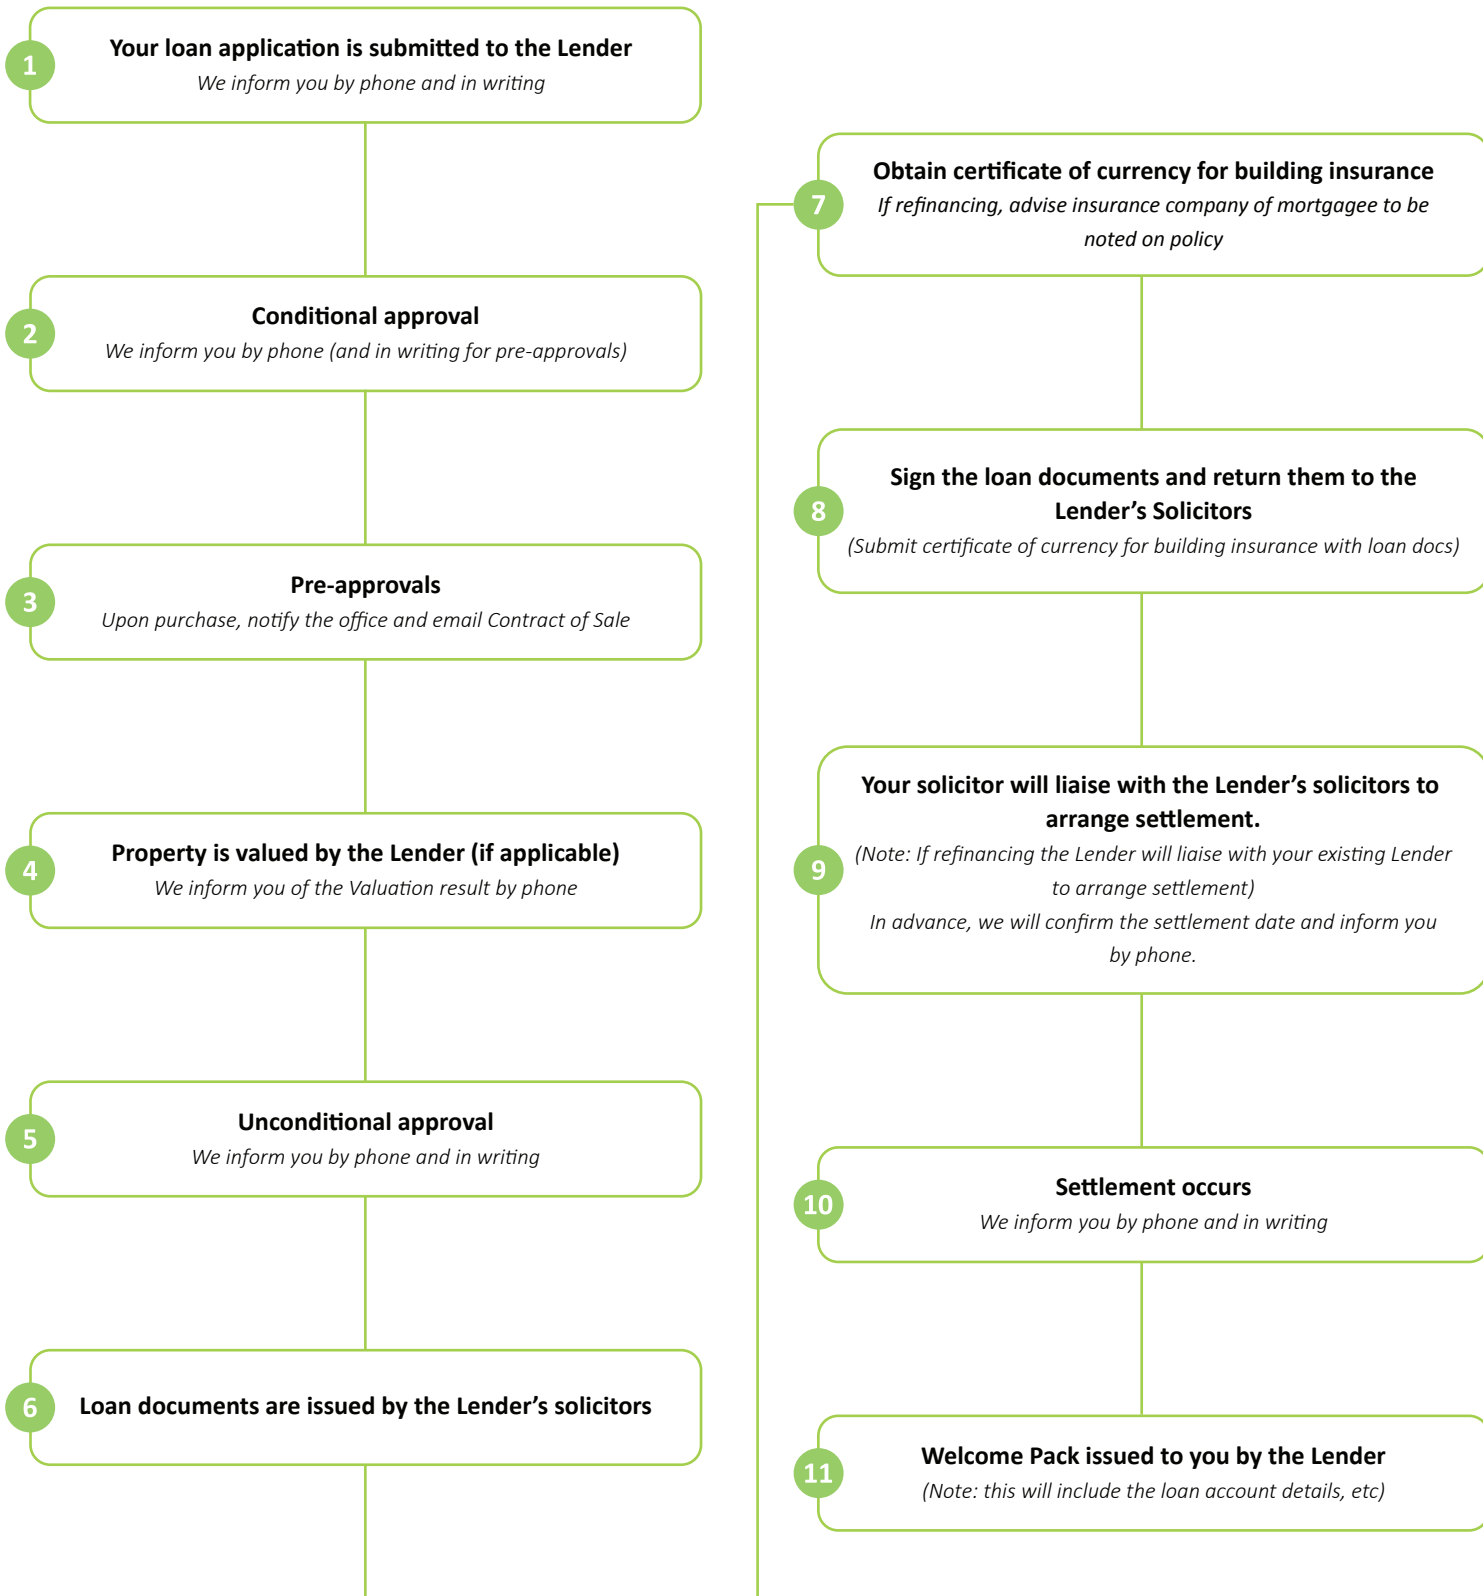 1
Your loan application is submitted to the Lender
We inform you by phone and in writing
2
Conditional approval
We inform you by phone (and in writing for pre-approvals)
3
Pre-approvals
Upon purchase, notify the office and email Contract of Sale
4
Property is valued by the Lender (if applicable)
We inform you of the Valuation result by phone
5
Unconditional approval
We inform you by phone and in writing
6
Loan documents are issued by the Lender’s solicitors
7
Obtain certificate of currency for building insurance
If refinancing, advise insurance company of mortgagee to be
noted on policy
8
Sign the loan documents and return them to the
Lender’s Solicitors
(Submit certificate of currency for building insurance with loan docs)
9
Your solicitor will liaise with the Lender’s solicitors to
arrange settlement.
(Note: If refinancing the Lender will liaise with your existing Lender
to arrange settlement)
In advance, we will confirm the settlement date and inform you
by phone.
10
Settlement occurs
We inform you by phone and in writing
11
Welcome Pack issued to you by the Lender
(Note: this will include the loan account details, etc)